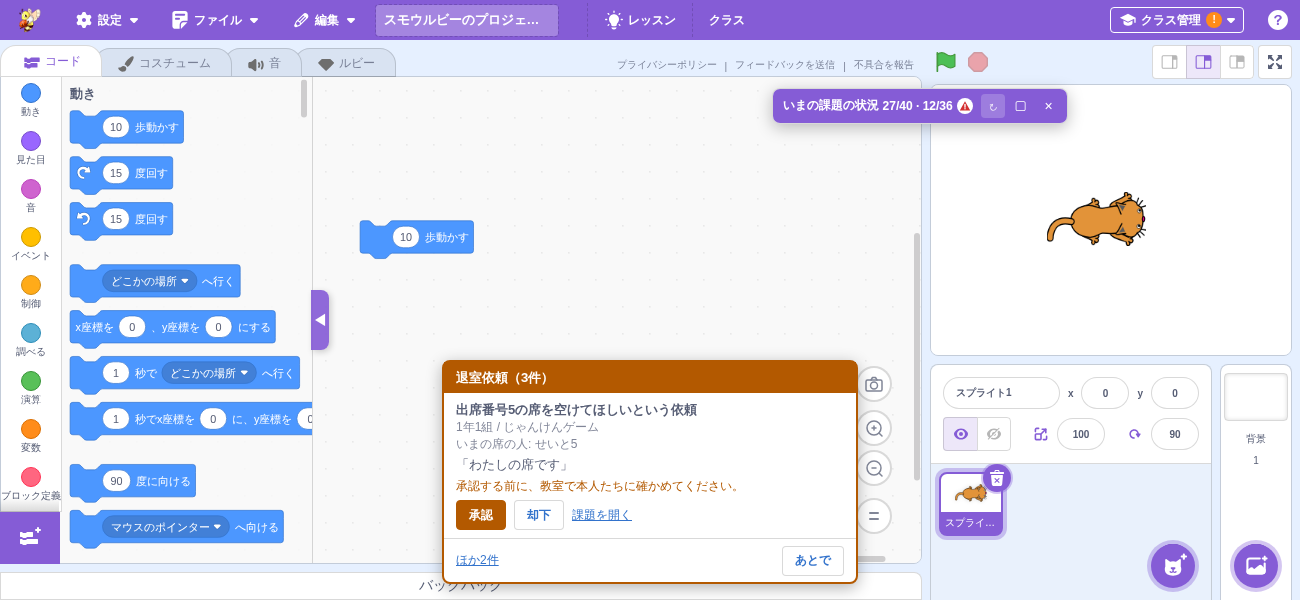 設定
ファイル
編集
スモウルビーのプロジェ…
レッスン
クラス
クラス管理 !
?
コード
コスチューム
音
ルビー
プライバシーポリシー | フィードバックを送信 | 不具合を報告
いまの課題の状況 27/40 · 12/36
動き
見た目
音
イベント
制御
調べる
演算
変数
ブロック定義
動き
10 歩動かす
15 度回す
15 度回す
どこかの場所 へ行く
x座標を 0 、y座標を 0 にする
1 秒で どこかの場所 へ行く
1 秒でx座標を 0 に、y座標を 0
90 度に向ける
マウスのポインター へ向ける
10 歩動かす
退室依頼（3件）
出席番号5の席を空けてほしいという依頼
1年1組 / じゃんけんゲーム
いまの席の人: せいと5
「わたしの席です」
承認する前に、教室で本人たちに確かめてください。
承認
却下
課題を開く
ほか2件
あとで
バックパック
スプライト1
x 0
y 0
100
90
スプライ…
背景
1